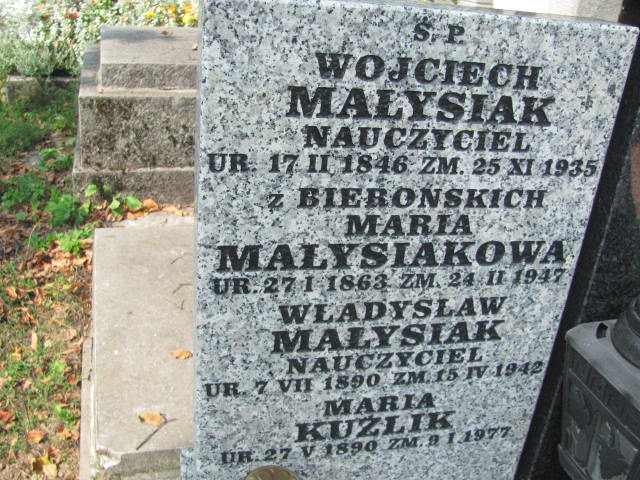 Ś.P.
WOJCIECH
MAŁYSIAK
NAUCZYCIEL
UR. 17 II 1846 ZM. 25 XI 1935
z BIEROŃSKICH
MARIA
MAŁYSIAKOWA
UR. 27 I 1863 ZM. 24 II 1947
WŁADYSŁAW
MAŁYSIAK
NAUCZYCIEL
UR. 7 VII 1890 ZM. 15 IV 1942
MARIA
KUŹLIK
UR. 27 V 1890 ZM. 9 I 1977